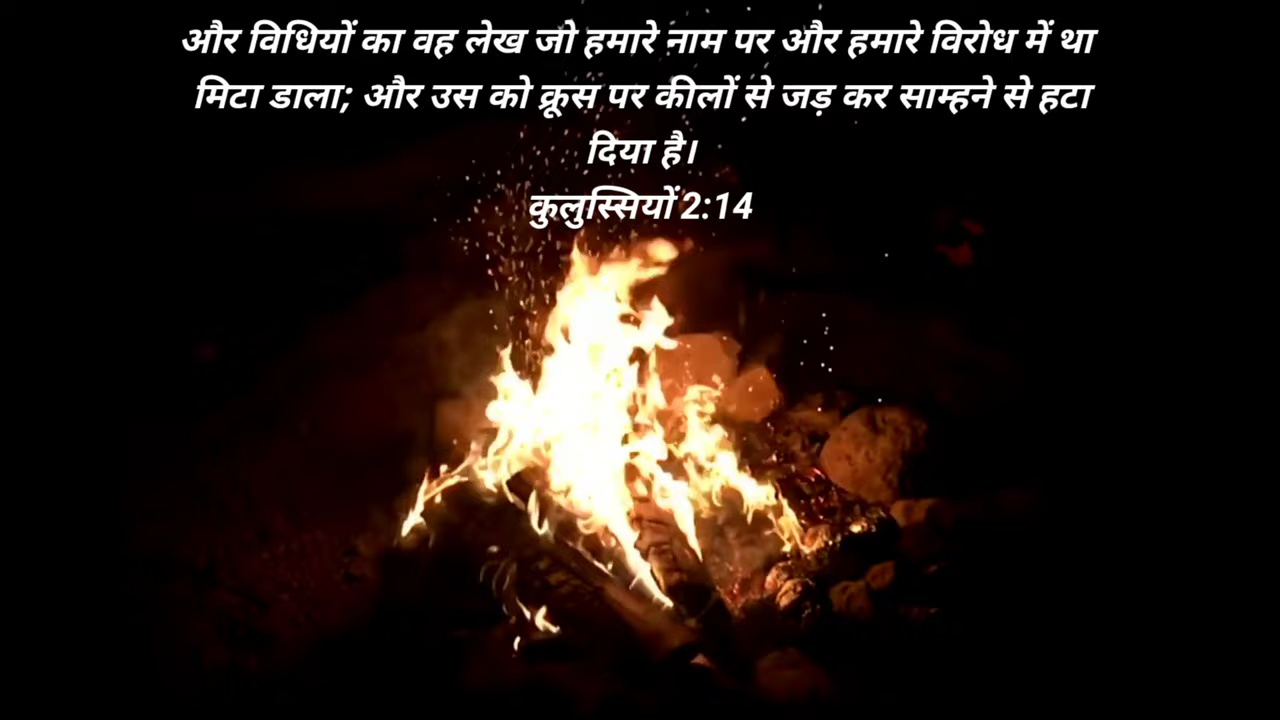 और विधियों का वह लेख जो हमारे नाम पर और हमारे विरोध में था
मिटा डाला; और उस को क्रूस पर कीलों से जड़ कर साम्हने से हटा
दिया है।
कुलुस्सियों 2:14